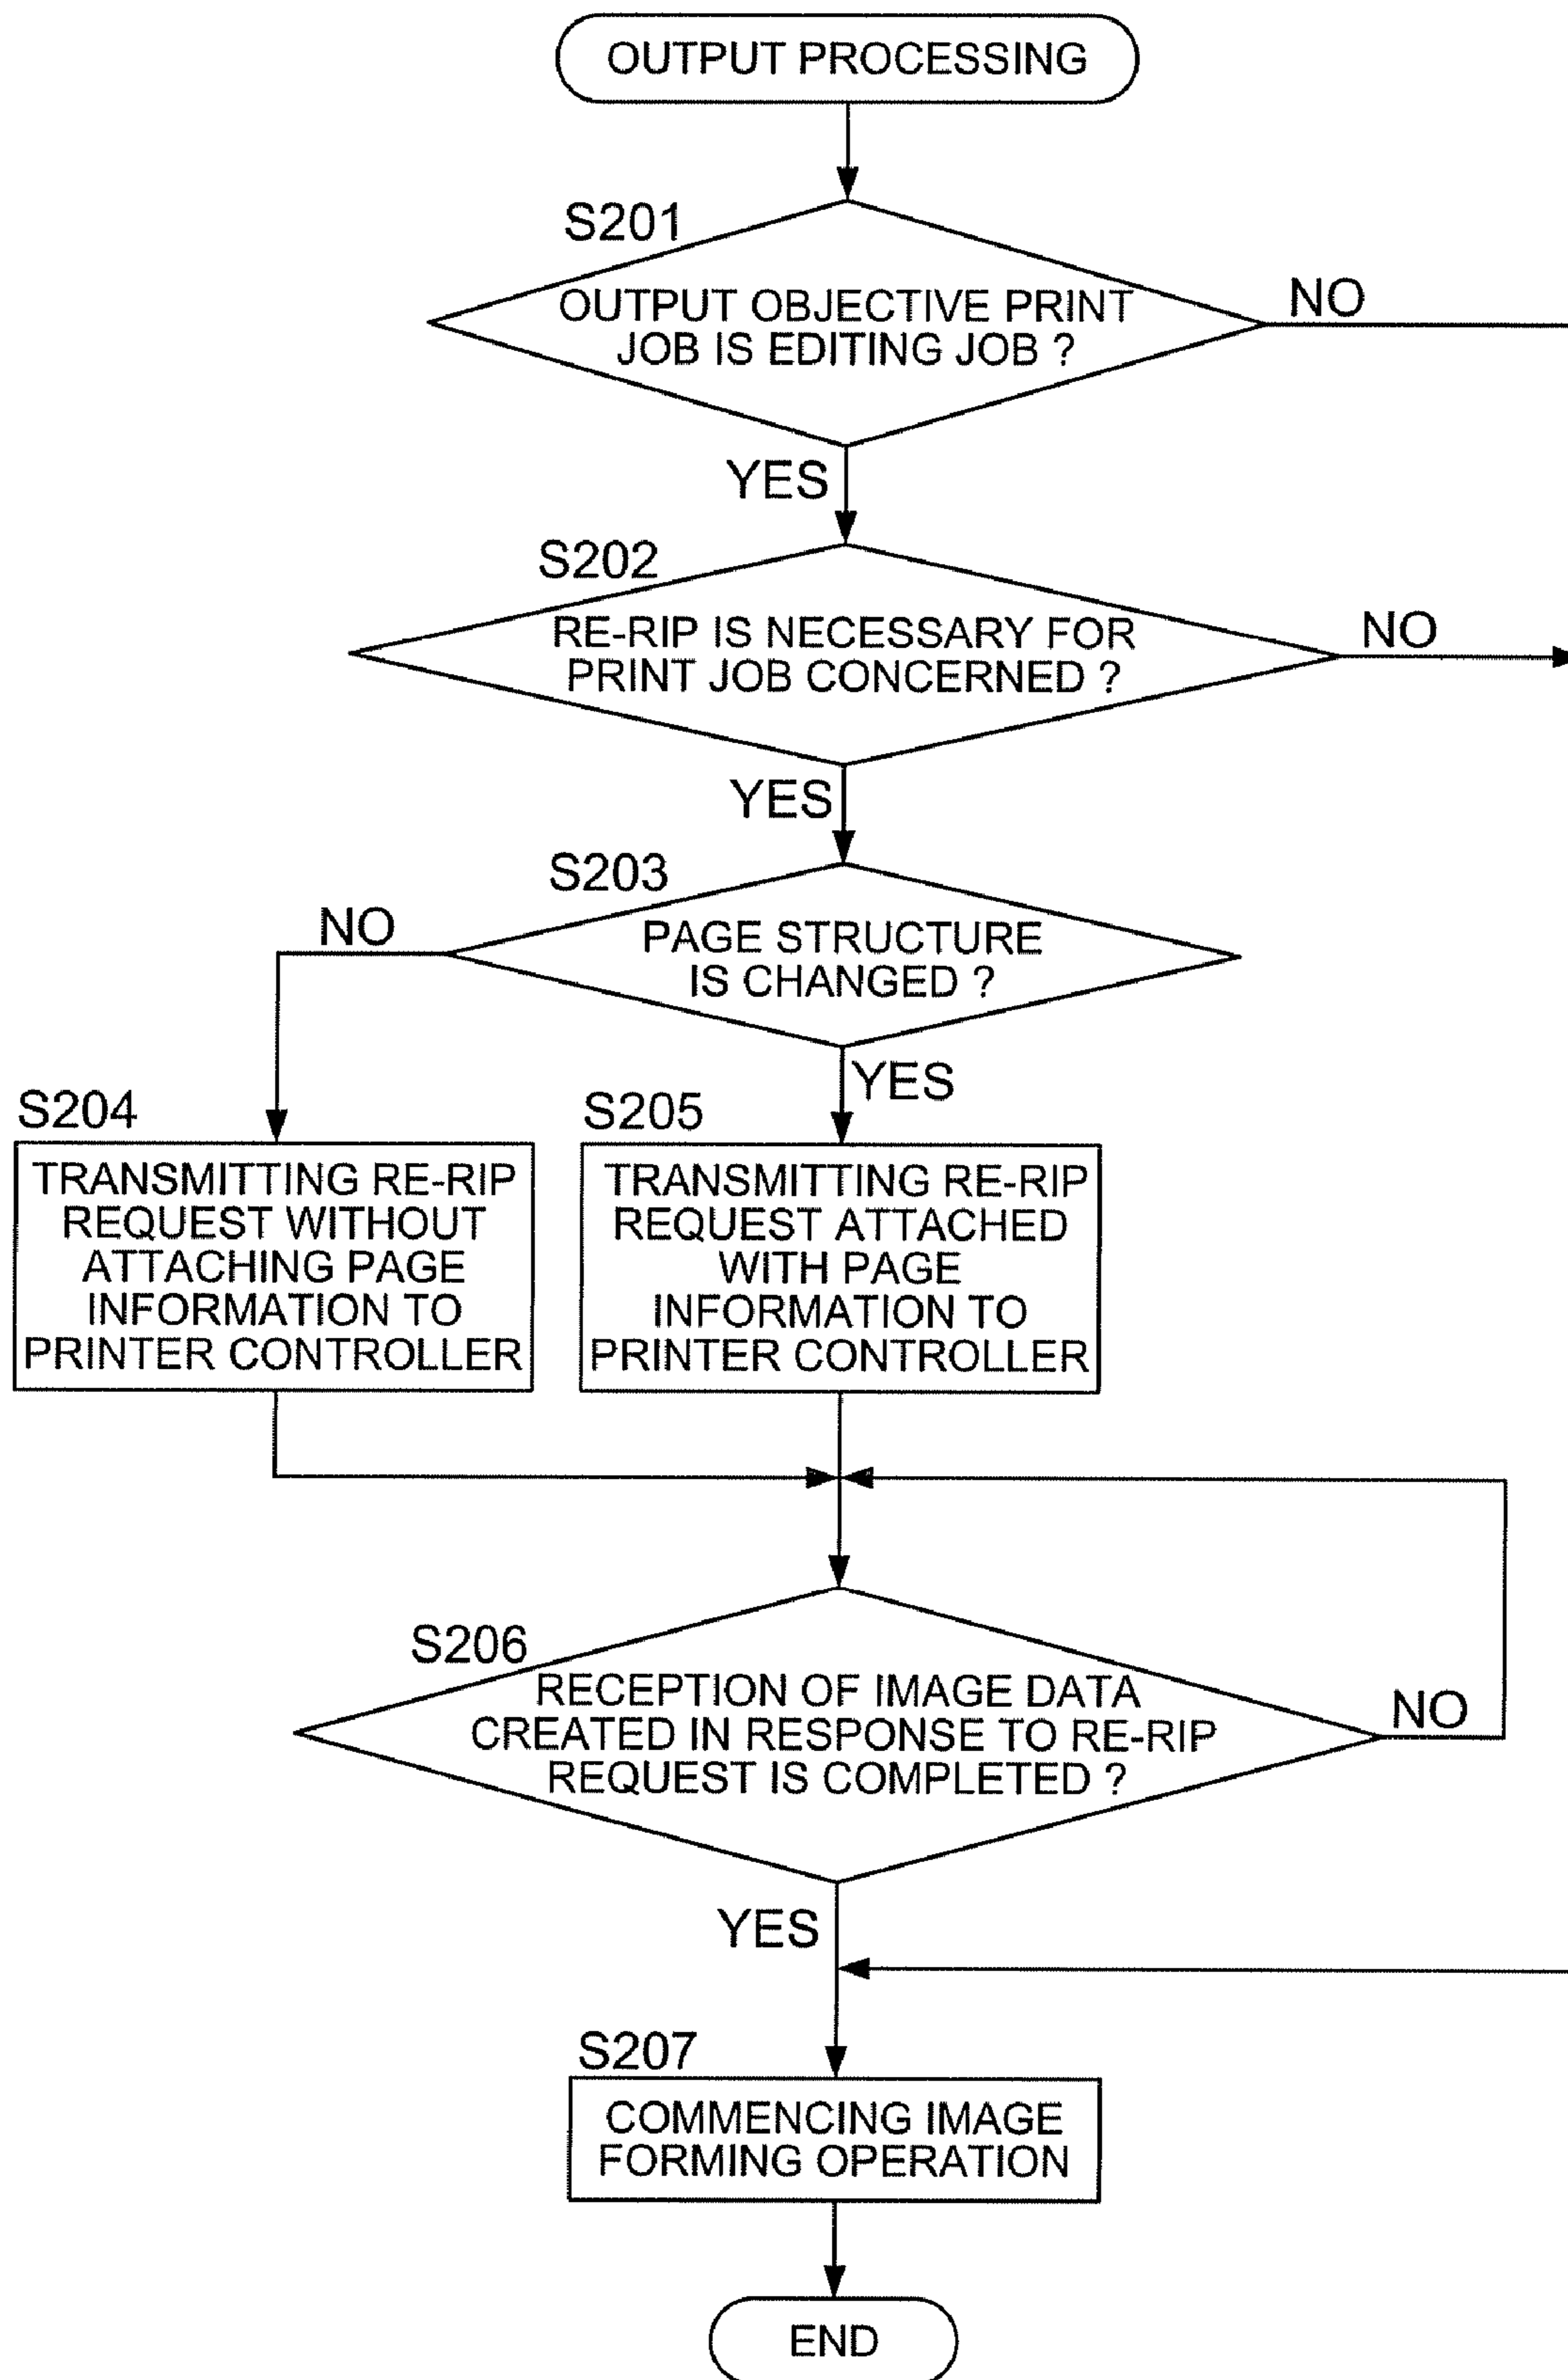 OUTPUT PROCESSING
S201
OUTPUT OBJECTIVE PRINT
JOB IS EDITING JOB ?
NO
YES
S202
RE-RIP IS NECESSARY FOR
PRINT JOB CONCERNED ?
NO
YES
S203
PAGE STRUCTURE
IS CHANGED ?
NO
YES
S204
TRANSMITTING RE-RIP
REQUEST WITHOUT
ATTACHING PAGE
INFORMATION TO
PRINTER CONTROLLER
S205
TRANSMITTING RE-RIP
REQUEST ATTACHED
WITH PAGE
INFORMATION TO
PRINTER CONTROLLER
S206
RECEPTION OF IMAGE DATA
CREATED IN RESPONSE TO RE-RIP
REQUEST IS COMPLETED ?
NO
YES
S207
COMMENCING IMAGE
FORMING OPERATION
END